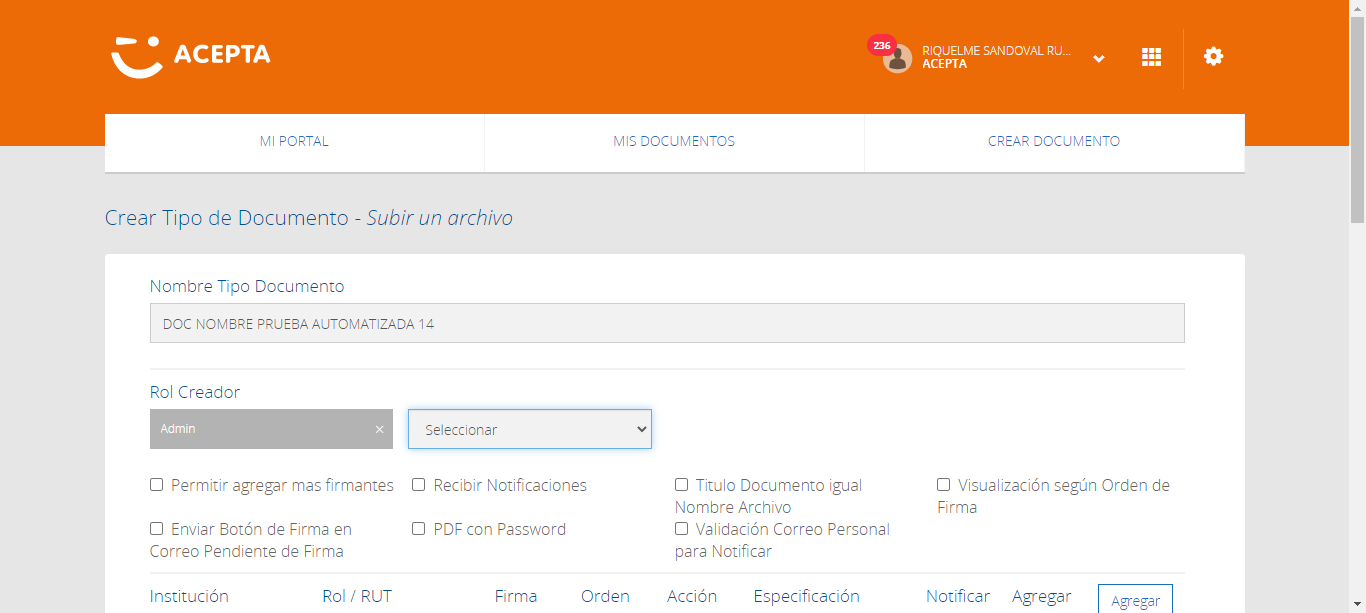 ACEPTA
236
RIQUELME SANDOVAL RU...
ACEPTA
MI PORTAL
MIS DOCUMENTOS
CREAR DOCUMENTO
Crear Tipo de Documento - Subir un archivo
Nombre Tipo Documento
DOC NOMBRE PRUEBA AUTOMATIZADA 14
Rol Creador
Admin ×
Seleccionar
Permitir agregar mas firmantes
Recibir Notificaciones
Titulo Documento igual
Nombre Archivo
Visualización según Orden de
Firma
Enviar Botón de Firma en
Correo Pendiente de Firma
PDF con Password
Validación Correo Personal
para Notificar
Institución Rol / RUT Firma Orden Acción Especificación Notificar Agregar Agregar